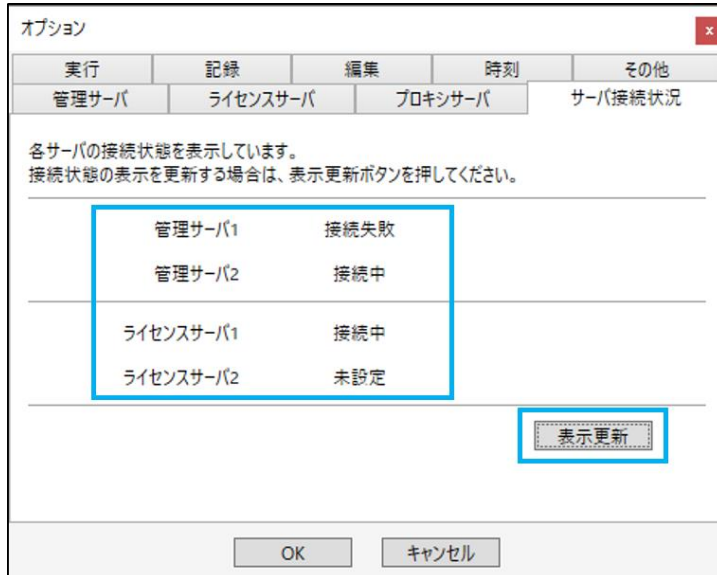 オプション
x
実行 記録 編集 時刻 その他
管理サーバ ライセンスサーバ プロキシサーバ サーバ接続状況
各サーバの接続状態を表示しています。
接続状態の表示を更新する場合は、表示更新ボタンを押してください。
管理サーバ1 接続失敗
管理サーバ2 接続中
ライセンスサーバ1 接続中
ライセンスサーバ2 未設定
表示更新
OK キャンセル